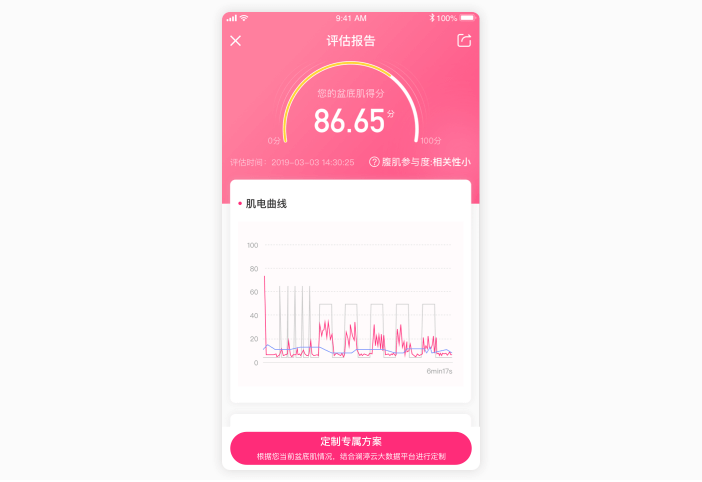 9:41 AM
100%
评估报告
您的盆底肌得分
86.65分
0分
100分
评估时间：2019-03-03 14:30:25
腹肌参与度:相关性小
肌电曲线
100
80
60
40
20
0
6min17s
定制专属方案
根据您当前盆底肌情况，结合澜渟云大数据平台进行定制